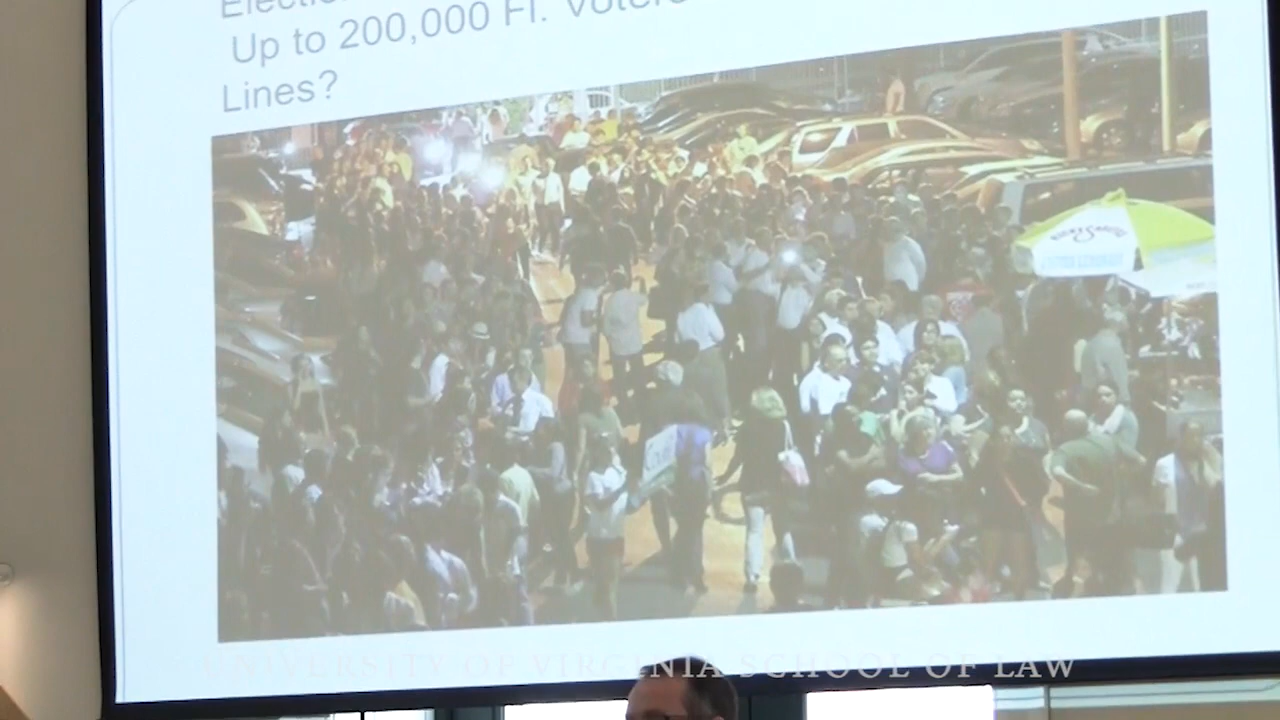 Up to 200,000 Fl. Voters
Lines?
UNIVERSITY OF VIRGINIA SCHOOL OF LAW